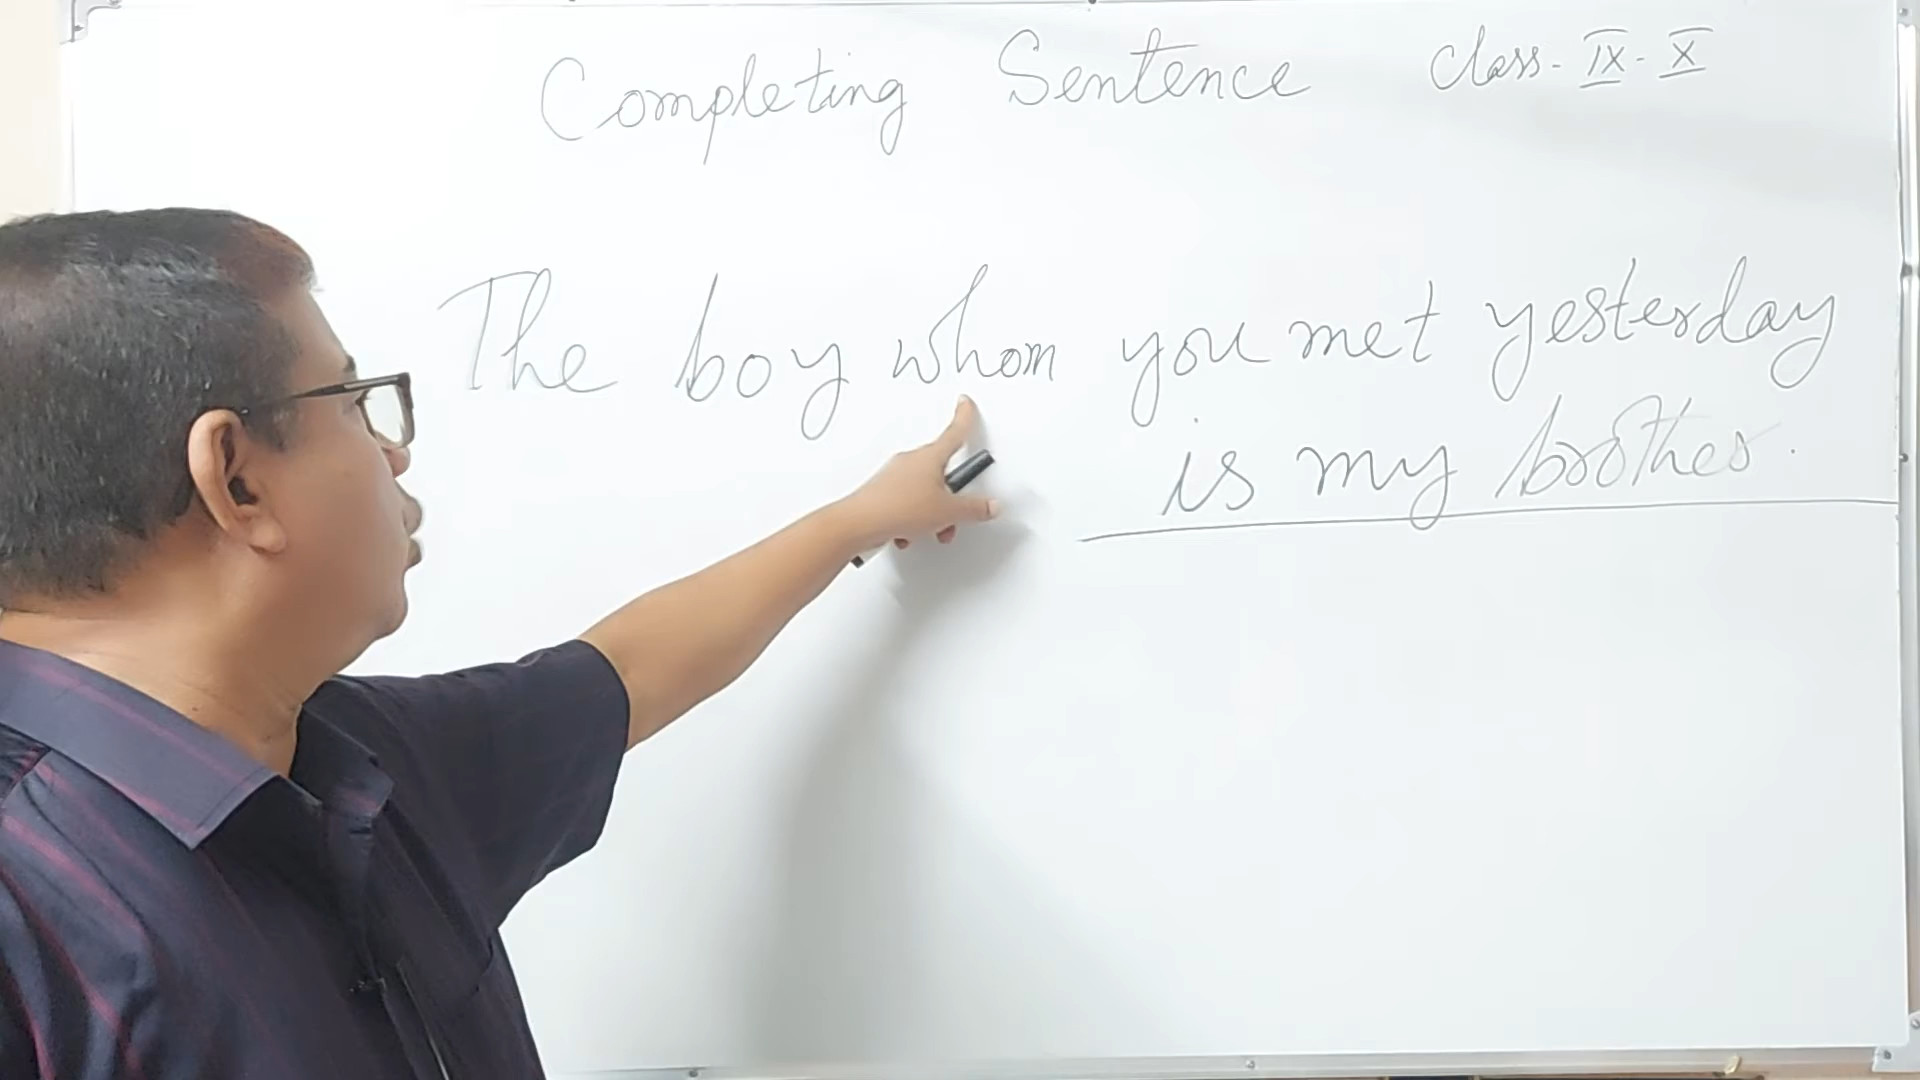 Completing Sentence class- IX - X
The boy whom you met yesterday
is my brother.